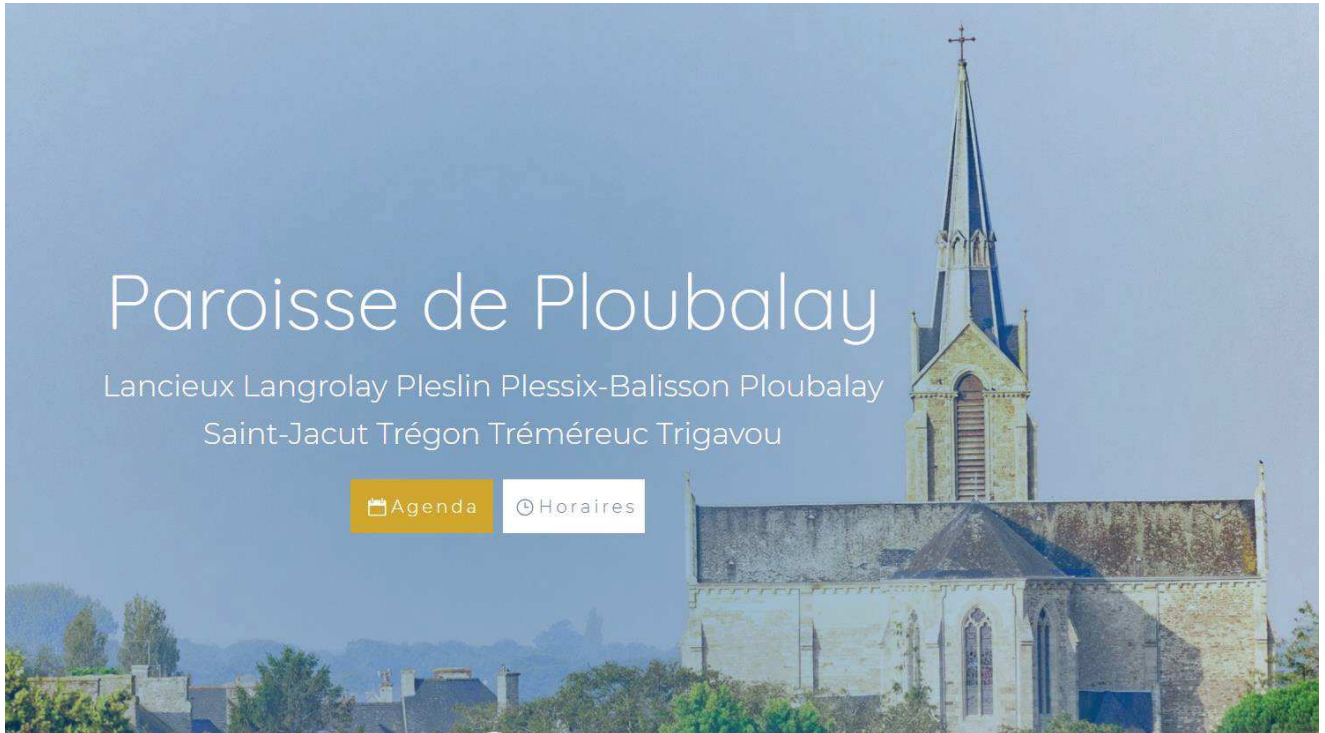 Paroisse de Ploubalay
Lancieux Langrolay Pleslin Plessix-Balisson Ploubalay
Saint-Jacut Trégon Tréméreuc Trigavou
Agenda Horaires